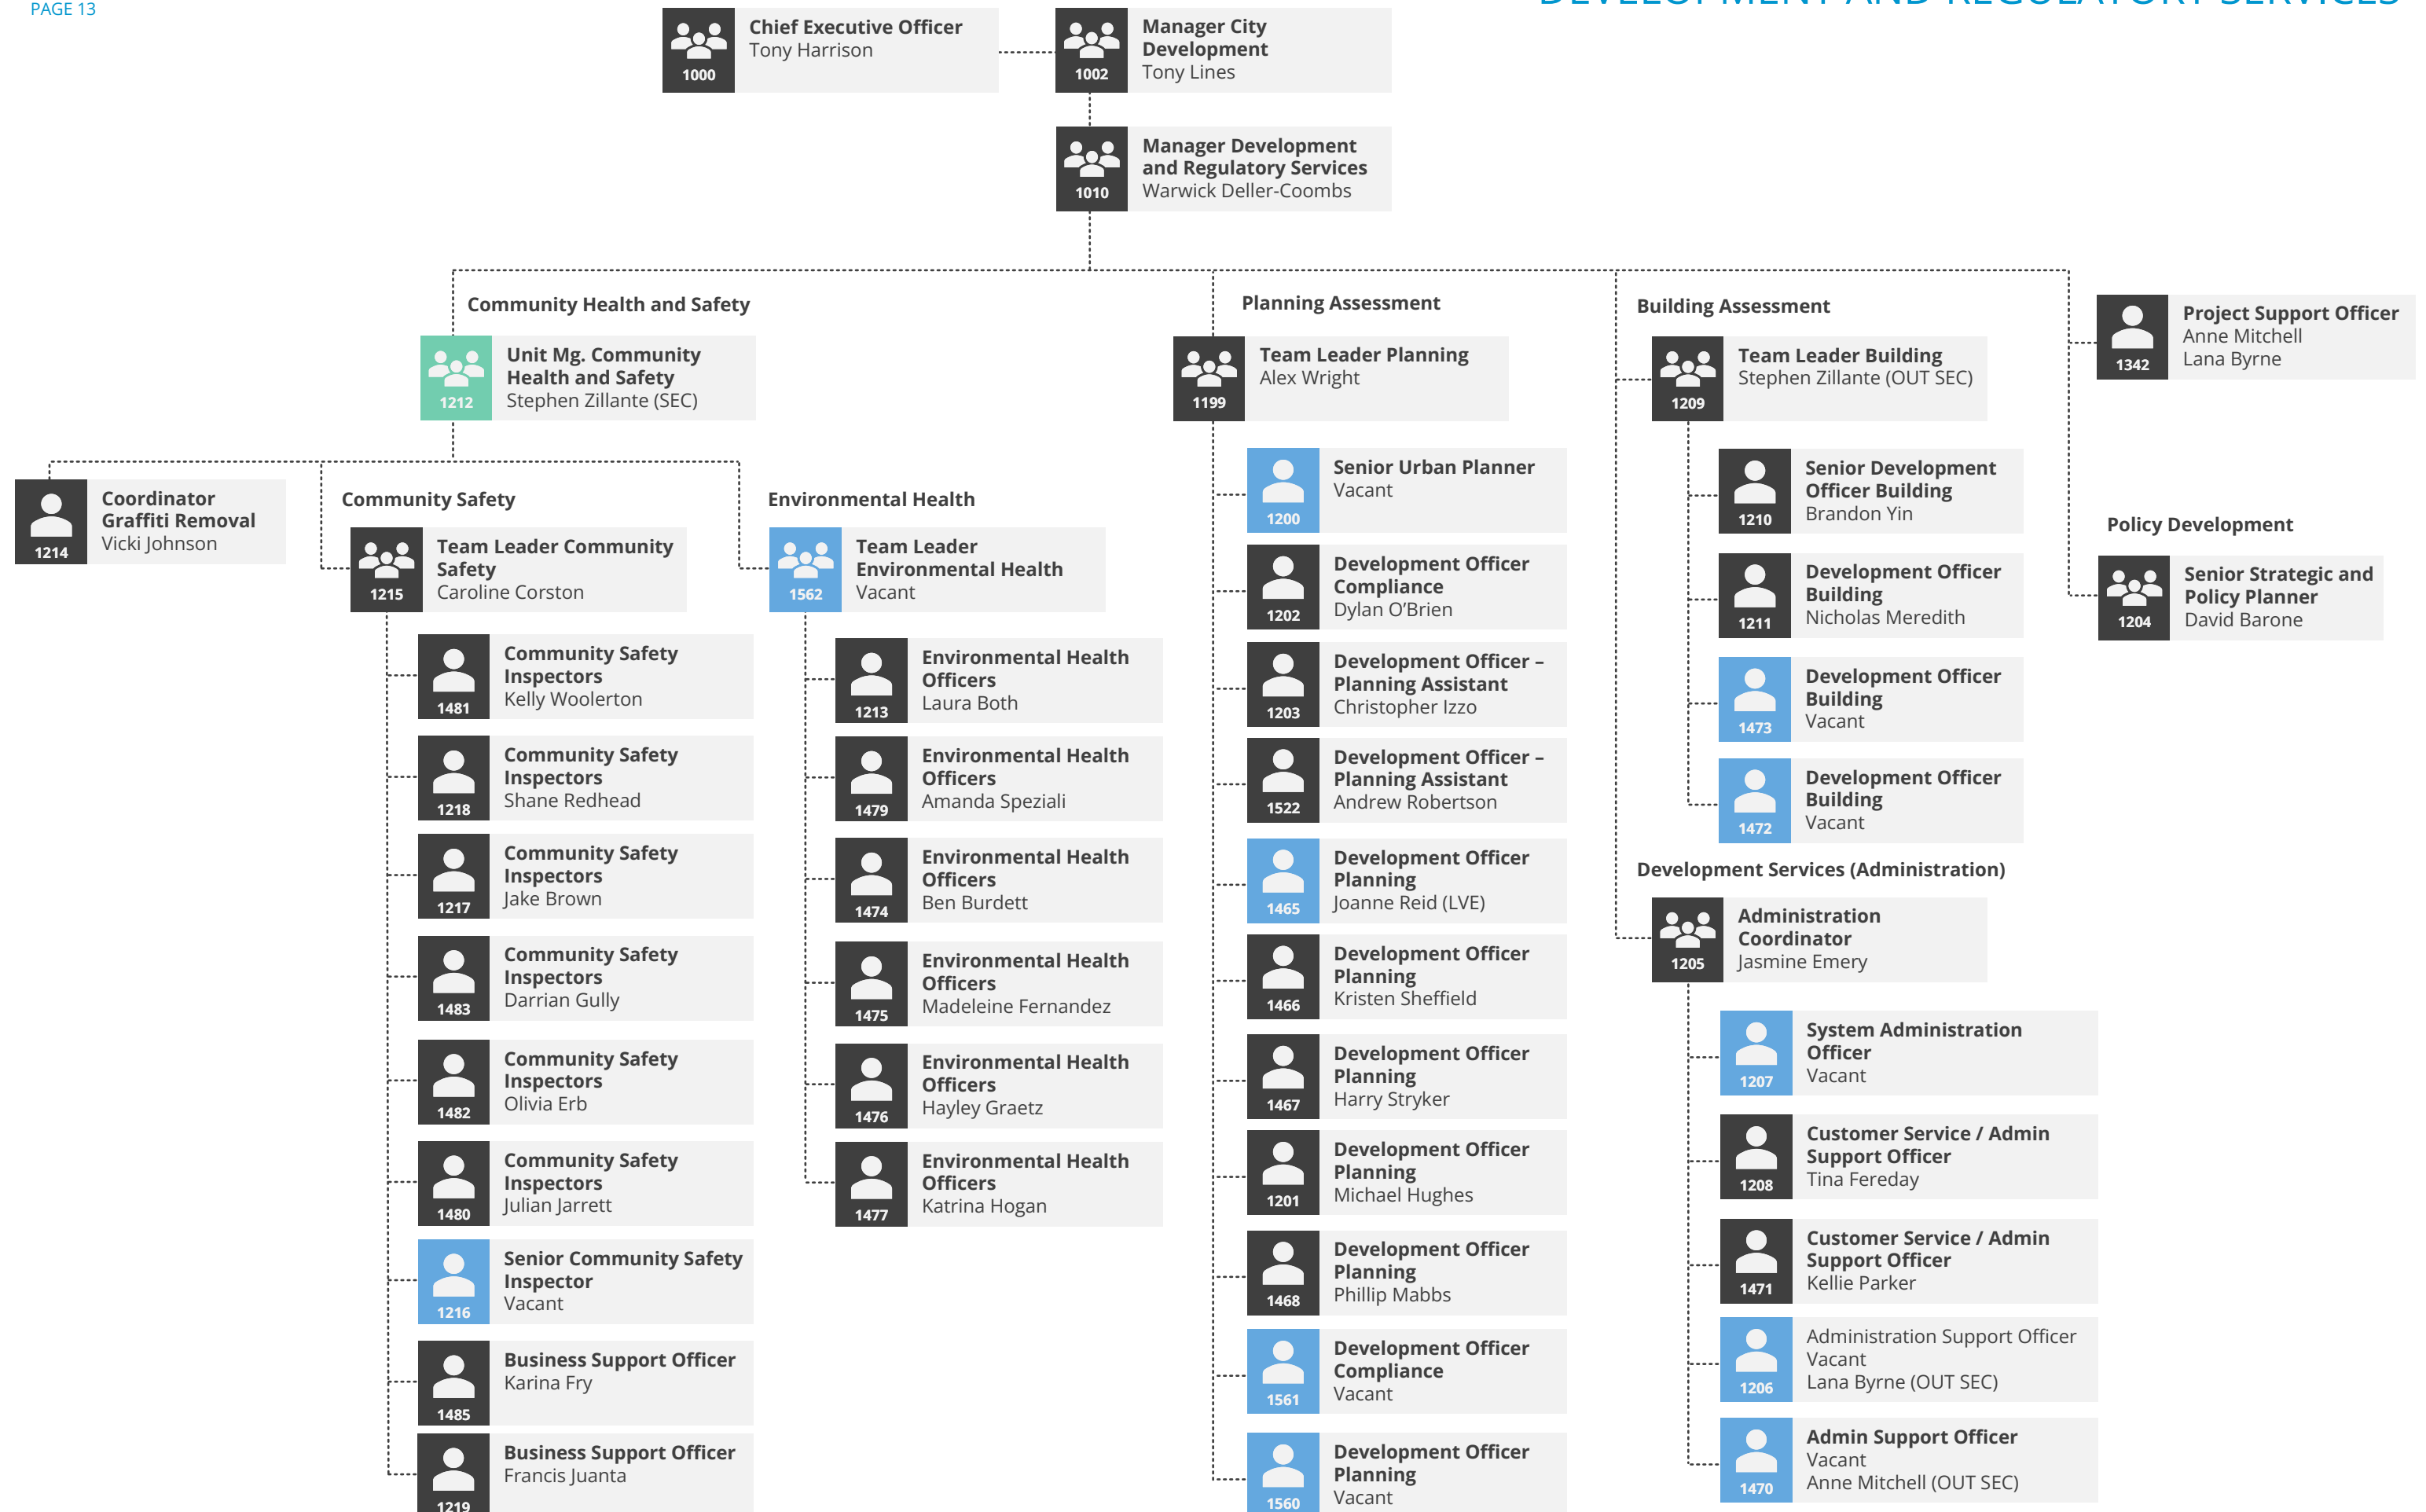 PAGE 13
DEVELOPMENT AND REGULATORY SERVICES
1000
Chief Executive Officer
Tony Harrison
1002
Manager City
Development
Tony Lines
1010
Manager Development
and Regulatory Services
Warwick Deller-Coombs
Community Health and Safety
1212
Unit Mg. Community
Health and Safety
Stephen Zillante (SEC)
1214
Coordinator
Graffiti Removal
Vicki Johnson
Community Safety
1215
Team Leader Community
Safety
Caroline Corston
1481
Community Safety
Inspectors
Kelly Woolerton
1218
Community Safety
Inspectors
Shane Redhead
1217
Community Safety
Inspectors
Jake Brown
1483
Community Safety
Inspectors
Darrian Gully
1482
Community Safety
Inspectors
Olivia Erb
1480
Community Safety
Inspectors
Julian Jarrett
1216
Senior Community Safety
Inspector
Vacant
1485
Business Support Officer
Karina Fry
1219
Business Support Officer
Francis Juanta
Environmental Health
1562
Team Leader
Environmental Health
Vacant
1213
Environmental Health
Officers
Laura Both
1479
Environmental Health
Officers
Amanda Speziali
1474
Environmental Health
Officers
Ben Burdett
1475
Environmental Health
Officers
Madeleine Fernandez
1476
Environmental Health
Officers
Hayley Graetz
1477
Environmental Health
Officers
Katrina Hogan
Planning Assessment
1199
Team Leader Planning
Alex Wright
1200
Senior Urban Planner
Vacant
1202
Development Officer
Compliance
Dylan O’Brien
1203
Development Officer –
Planning Assistant
Christopher Izzo
1522
Development Officer –
Planning Assistant
Andrew Robertson
1465
Development Officer
Planning
Joanne Reid (LVE)
1466
Development Officer
Planning
Kristen Sheffield
1467
Development Officer
Planning
Harry Stryker
1201
Development Officer
Planning
Michael Hughes
1468
Development Officer
Planning
Phillip Mabbs
1561
Development Officer
Compliance
Vacant
1560
Development Officer
Planning
Vacant
Building Assessment
1209
Team Leader Building
Stephen Zillante (OUT SEC)
1210
Senior Development
Officer Building
Brandon Yin
1211
Development Officer
Building
Nicholas Meredith
1473
Development Officer
Building
Vacant
1472
Development Officer
Building
Vacant
Development Services (Administration)
1205
Administration
Coordinator
Jasmine Emery
1207
System Administration
Officer
Vacant
1208
Customer Service / Admin
Support Officer
Tina Fereday
1471
Customer Service / Admin
Support Officer
Kellie Parker
1206
Administration Support Officer
Vacant
Lana Byrne (OUT SEC)
1470
Admin Support Officer
Vacant
Anne Mitchell (OUT SEC)
1342
Project Support Officer
Anne Mitchell
Lana Byrne
Policy Development
1204
Senior Strategic and
Policy Planner
David Barone